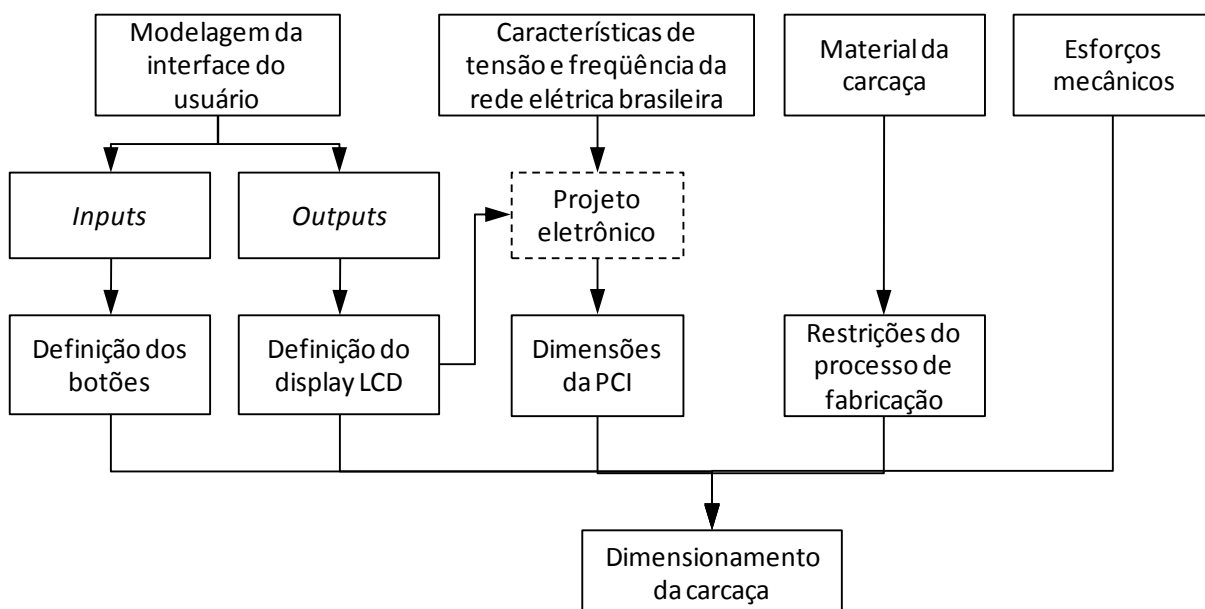 Modelagem da
interface do
usuário
Características de
tensão e freqüência da
rede elétrica brasileira
Material da
carcaça
Esforços
mecânicos
Inputs
Outputs
Projeto
eletrônico
Definição dos
botões
Definição do
display LCD
Dimensões
da PCI
Restrições do
processo de
fabricação
Dimensionamento
da carcaça